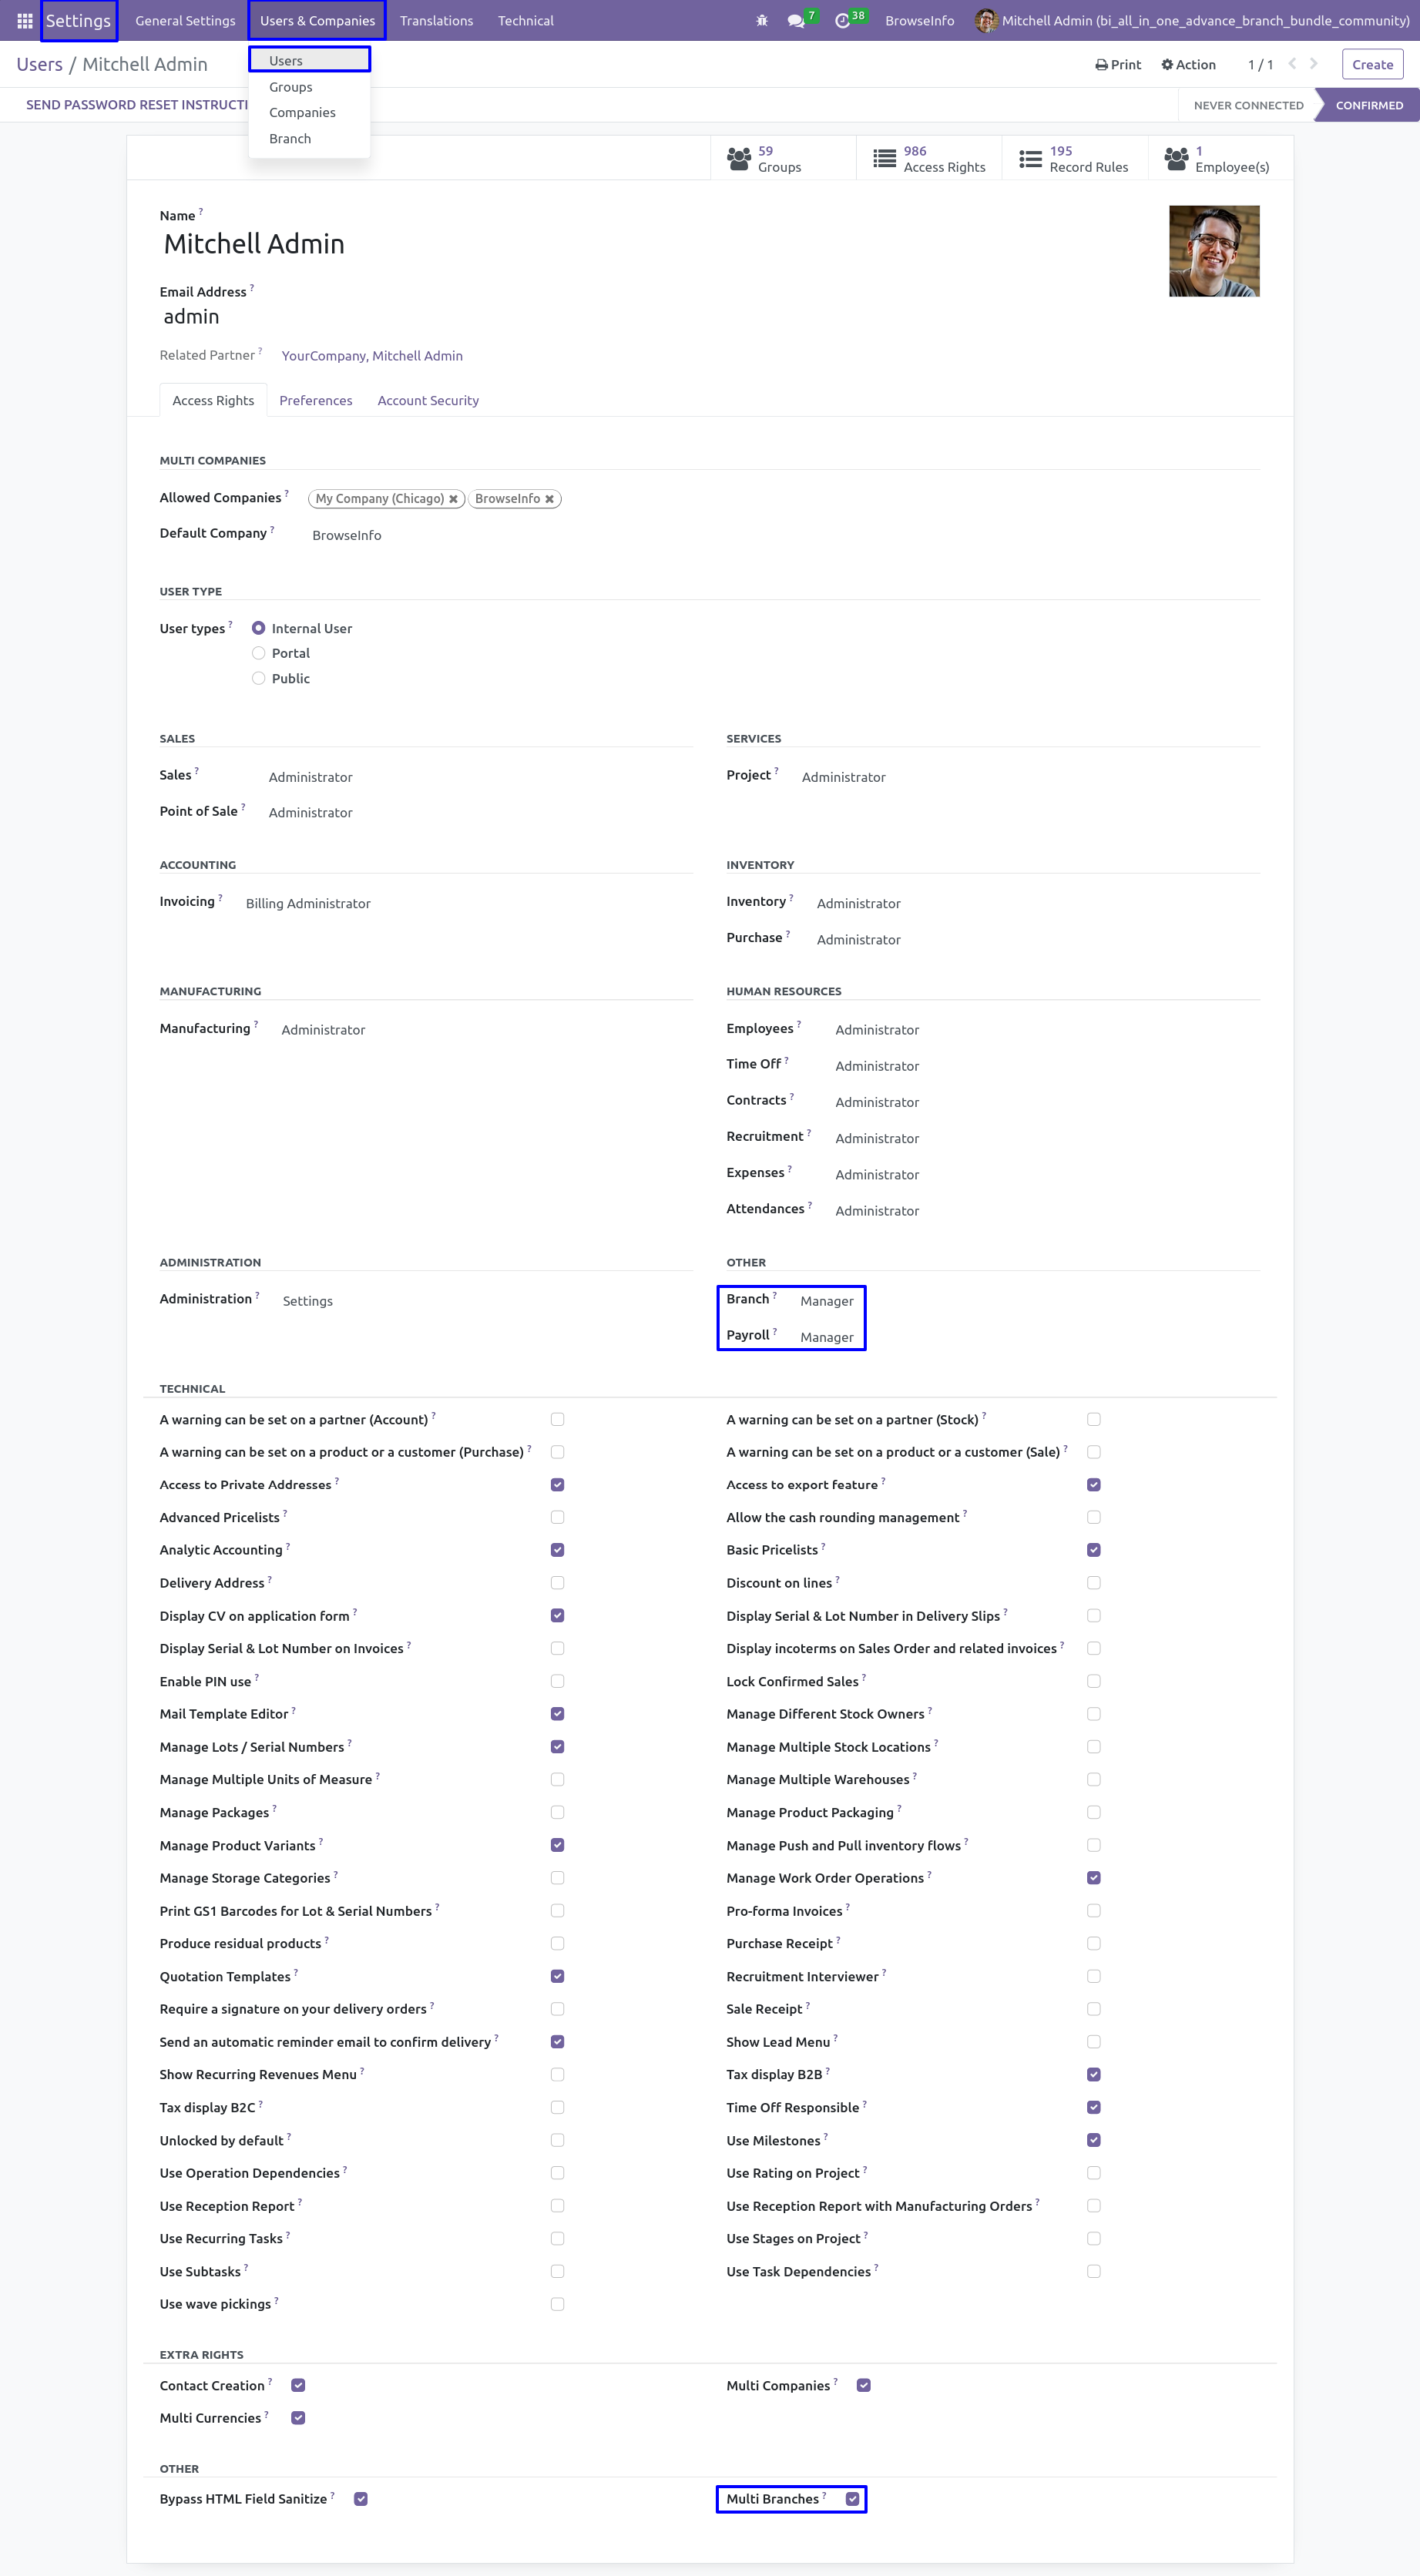 Settings General Settings Users & Companies Translations Technical 7 38 BrowseInfo Mitchell Admin (bi_all_in_one_advance_branch_bundle_community)
Users / Mitchell Admin Users Print Action 1 / 1 Create
Groups
SEND PASSWORD RESET INSTRUCTI Companies NEVER CONNECTED CONFIRMED
Branch
59 Groups 986 Access Rights 195 Record Rules 1 Employee(s)
Name ?
Mitchell Admin
Email Address ?
admin
Related Partner ? YourCompany, Mitchell Admin
Access Rights Preferences Account Security
MULTI COMPANIES
Allowed Companies ? My Company (Chicago) BrowseInfo
Default Company ? BrowseInfo
USER TYPE
User types ? Internal User
Portal
Public
SALES SERVICES
Sales ? Administrator Project ? Administrator
Point of Sale ? Administrator
ACCOUNTING INVENTORY
Invoicing ? Billing Administrator Inventory ? Administrator
Purchase ? Administrator
MANUFACTURING HUMAN RESOURCES
Manufacturing ? Administrator Employees ? Administrator
Time Off ? Administrator
Contracts ? Administrator
Recruitment ? Administrator
Expenses ? Administrator
Attendances ? Administrator
ADMINISTRATION OTHER
Administration ? Settings Branch ? Manager
Payroll ? Manager
TECHNICAL
A warning can be set on a partner (Account) ? A warning can be set on a partner (Stock) ?
A warning can be set on a product or a customer (Purchase) ? A warning can be set on a product or a customer (Sale) ?
Access to Private Addresses ? Access to export feature ?
Advanced Pricelists ? Allow the cash rounding management ?
Analytic Accounting ? Basic Pricelists ?
Delivery Address ? Discount on lines ?
Display CV on application form ? Display Serial & Lot Number in Delivery Slips ?
Display Serial & Lot Number on Invoices ? Display incoterms on Sales Order and related invoices ?
Enable PIN use ? Lock Confirmed Sales ?
Mail Template Editor ? Manage Different Stock Owners ?
Manage Lots / Serial Numbers ? Manage Multiple Stock Locations ?
Manage Multiple Units of Measure ? Manage Multiple Warehouses ?
Manage Packages ? Manage Product Packaging ?
Manage Product Variants ? Manage Push and Pull inventory flows ?
Manage Storage Categories ? Manage Work Order Operations ?
Print GS1 Barcodes for Lot & Serial Numbers ? Pro-forma Invoices ?
Produce residual products ? Purchase Receipt ?
Quotation Templates ? Recruitment Interviewer ?
Require a signature on your delivery orders ? Sale Receipt ?
Send an automatic reminder email to confirm delivery ? Show Lead Menu ?
Show Recurring Revenues Menu ? Tax display B2B ?
Tax display B2C ? Time Off Responsible ?
Unlocked by default ? Use Milestones ?
Use Operation Dependencies ? Use Rating on Project ?
Use Reception Report ? Use Reception Report with Manufacturing Orders ?
Use Recurring Tasks ? Use Stages on Project ?
Use Subtasks ? Use Task Dependencies ?
Use wave pickings ?
EXTRA RIGHTS
Contact Creation ? Multi Companies ?
Multi Currencies ?
OTHER
Bypass HTML Field Sanitize ? Multi Branches ?